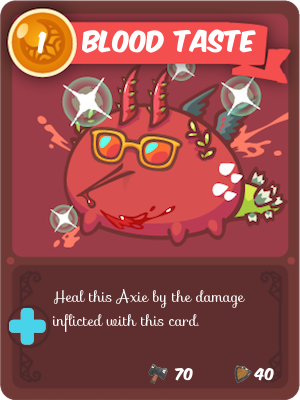 1 BLOOD TASTE
Heal this Axie by the damage
inflicted with this card.
70 40